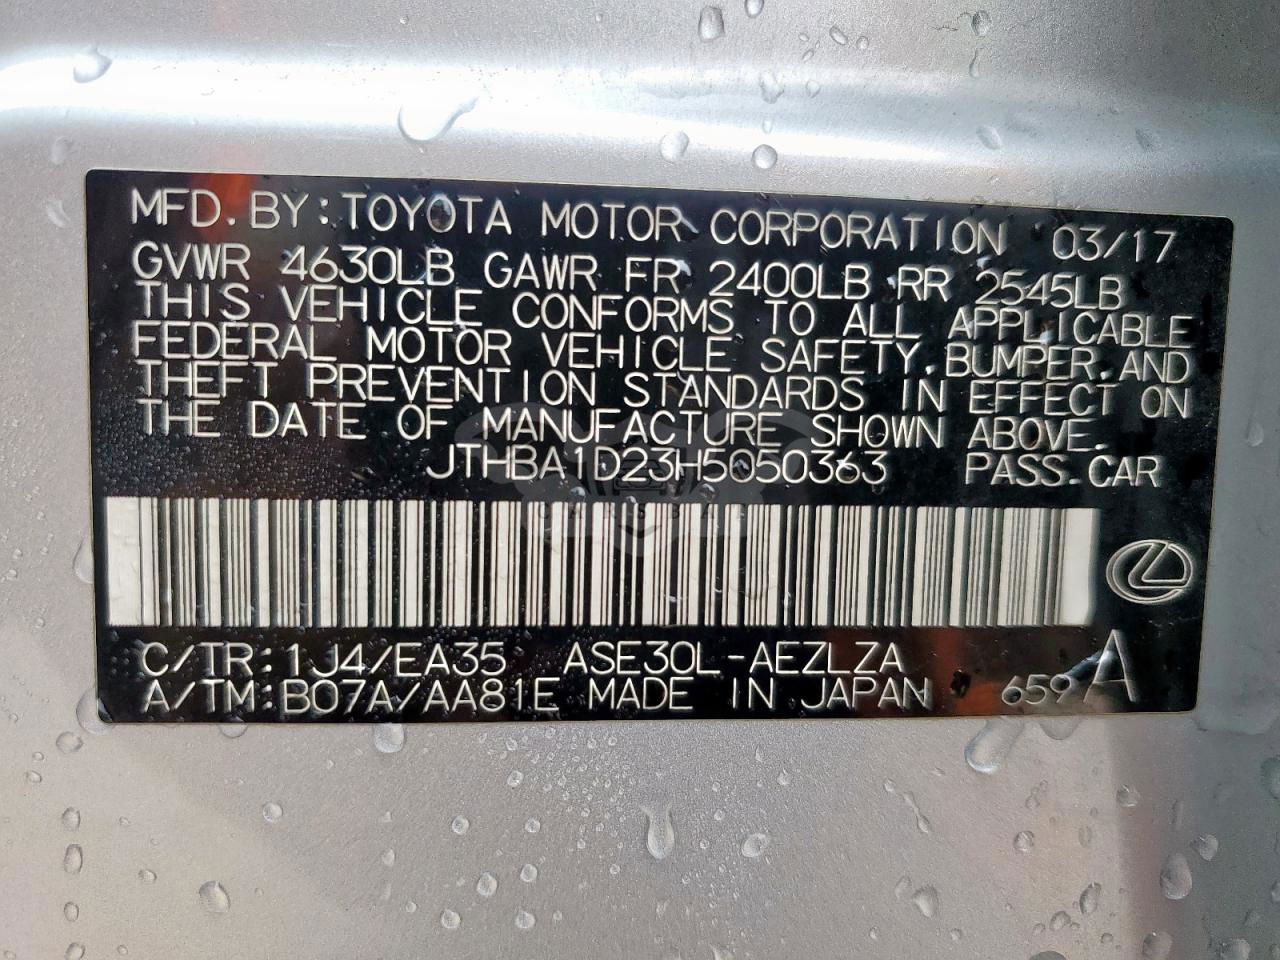 MFD. BY: TOYOTA MOTOR CORPORATION 03/17
GVWR 4630LB GAWR FR 2400LB RR 2545LB
THIS VEHICLE CONFORMS TO ALL APPLICABLE
FEDERAL MOTOR VEHICLE SAFETY, BUMPER, AND
THEFT PREVENTION STANDARDS IN EFFECT ON
THE DATE OF MANUFACTURE SHOWN ABOVE.
JTHBA1D23H5050363 PASS. CAR
C/TR: 1J4/EA35 ASE30L-AEZLZA
A/TM: B07A/AA81E MADE IN JAPAN 659 A